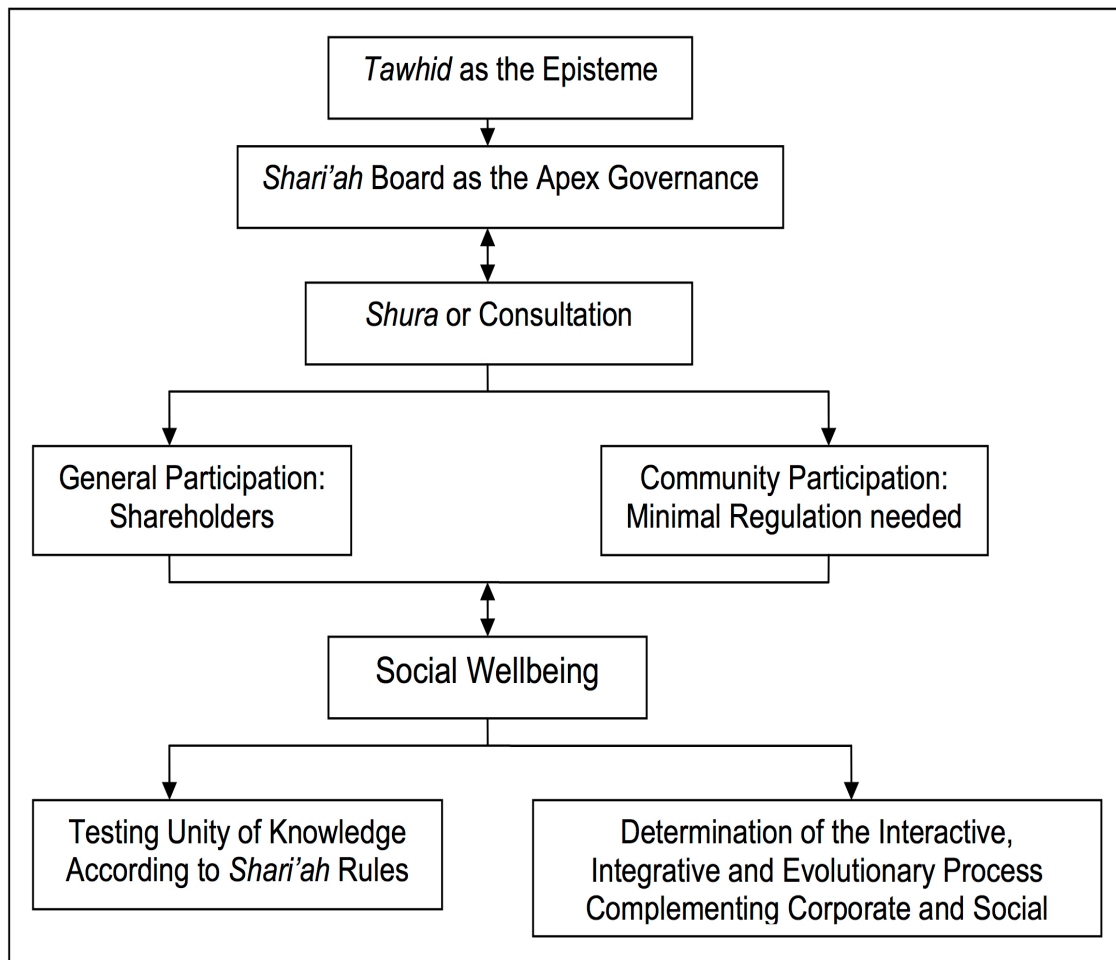 Tawhid as the Episteme
Shari’ah Board as the Apex Governance
Shura or Consultation
General Participation:
Shareholders
Community Participation:
Minimal Regulation needed
Social Wellbeing
Testing Unity of Knowledge
According to Shari’ah Rules
Determination of the Interactive,
Integrative and Evolutionary Process
Complementing Corporate and Social